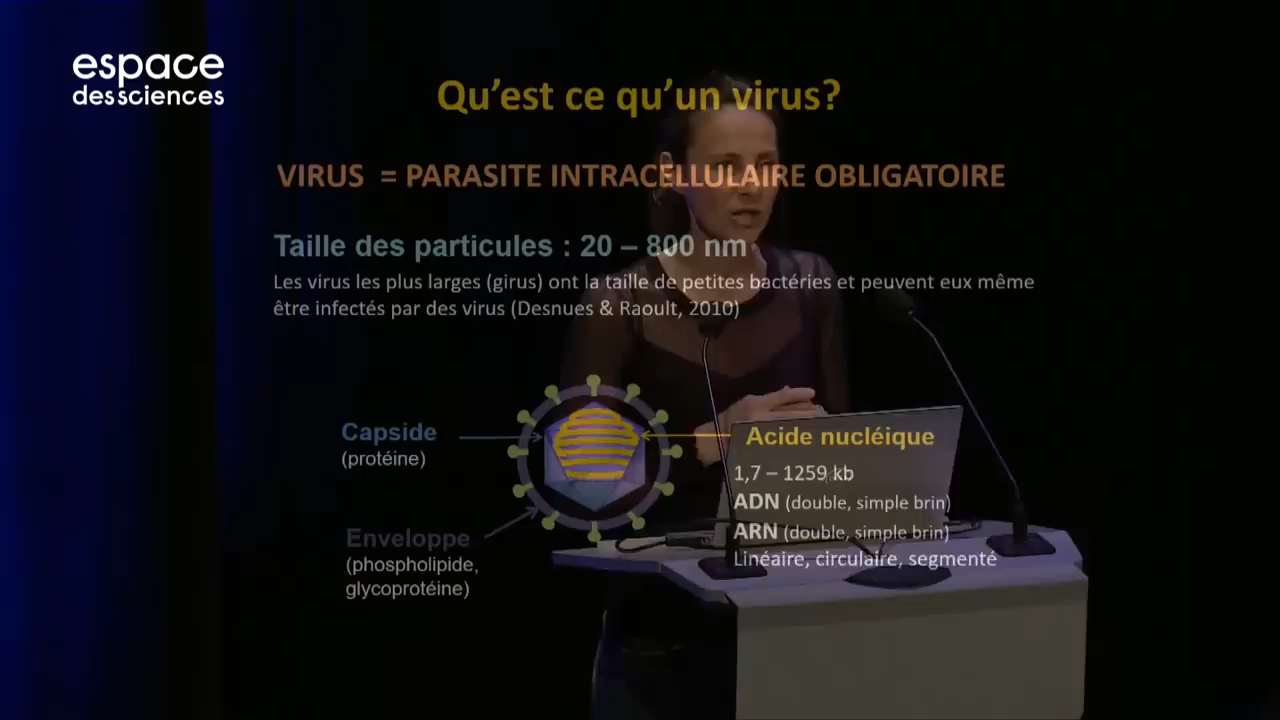 espace
des sciences
Qu'est ce qu'un virus?
VIRUS = PARASITE INTRACELLULAIRE OBLIGATOIRE
Taille des particules : 20 – 800 nm
Les virus les plus larges (girus) ont la taille de petites bactéries et peuvent eux même
être infectés par des virus (Desnues & Raoult, 2010)
Capside
(protéine)
Enveloppe
(phospholipide,
glycoprotéine)
Acide nucléique
1,7 – 1259 kb
ADN (double, simple brin)
ARN (double, simple brin)
Linéaire, circulaire, segmenté